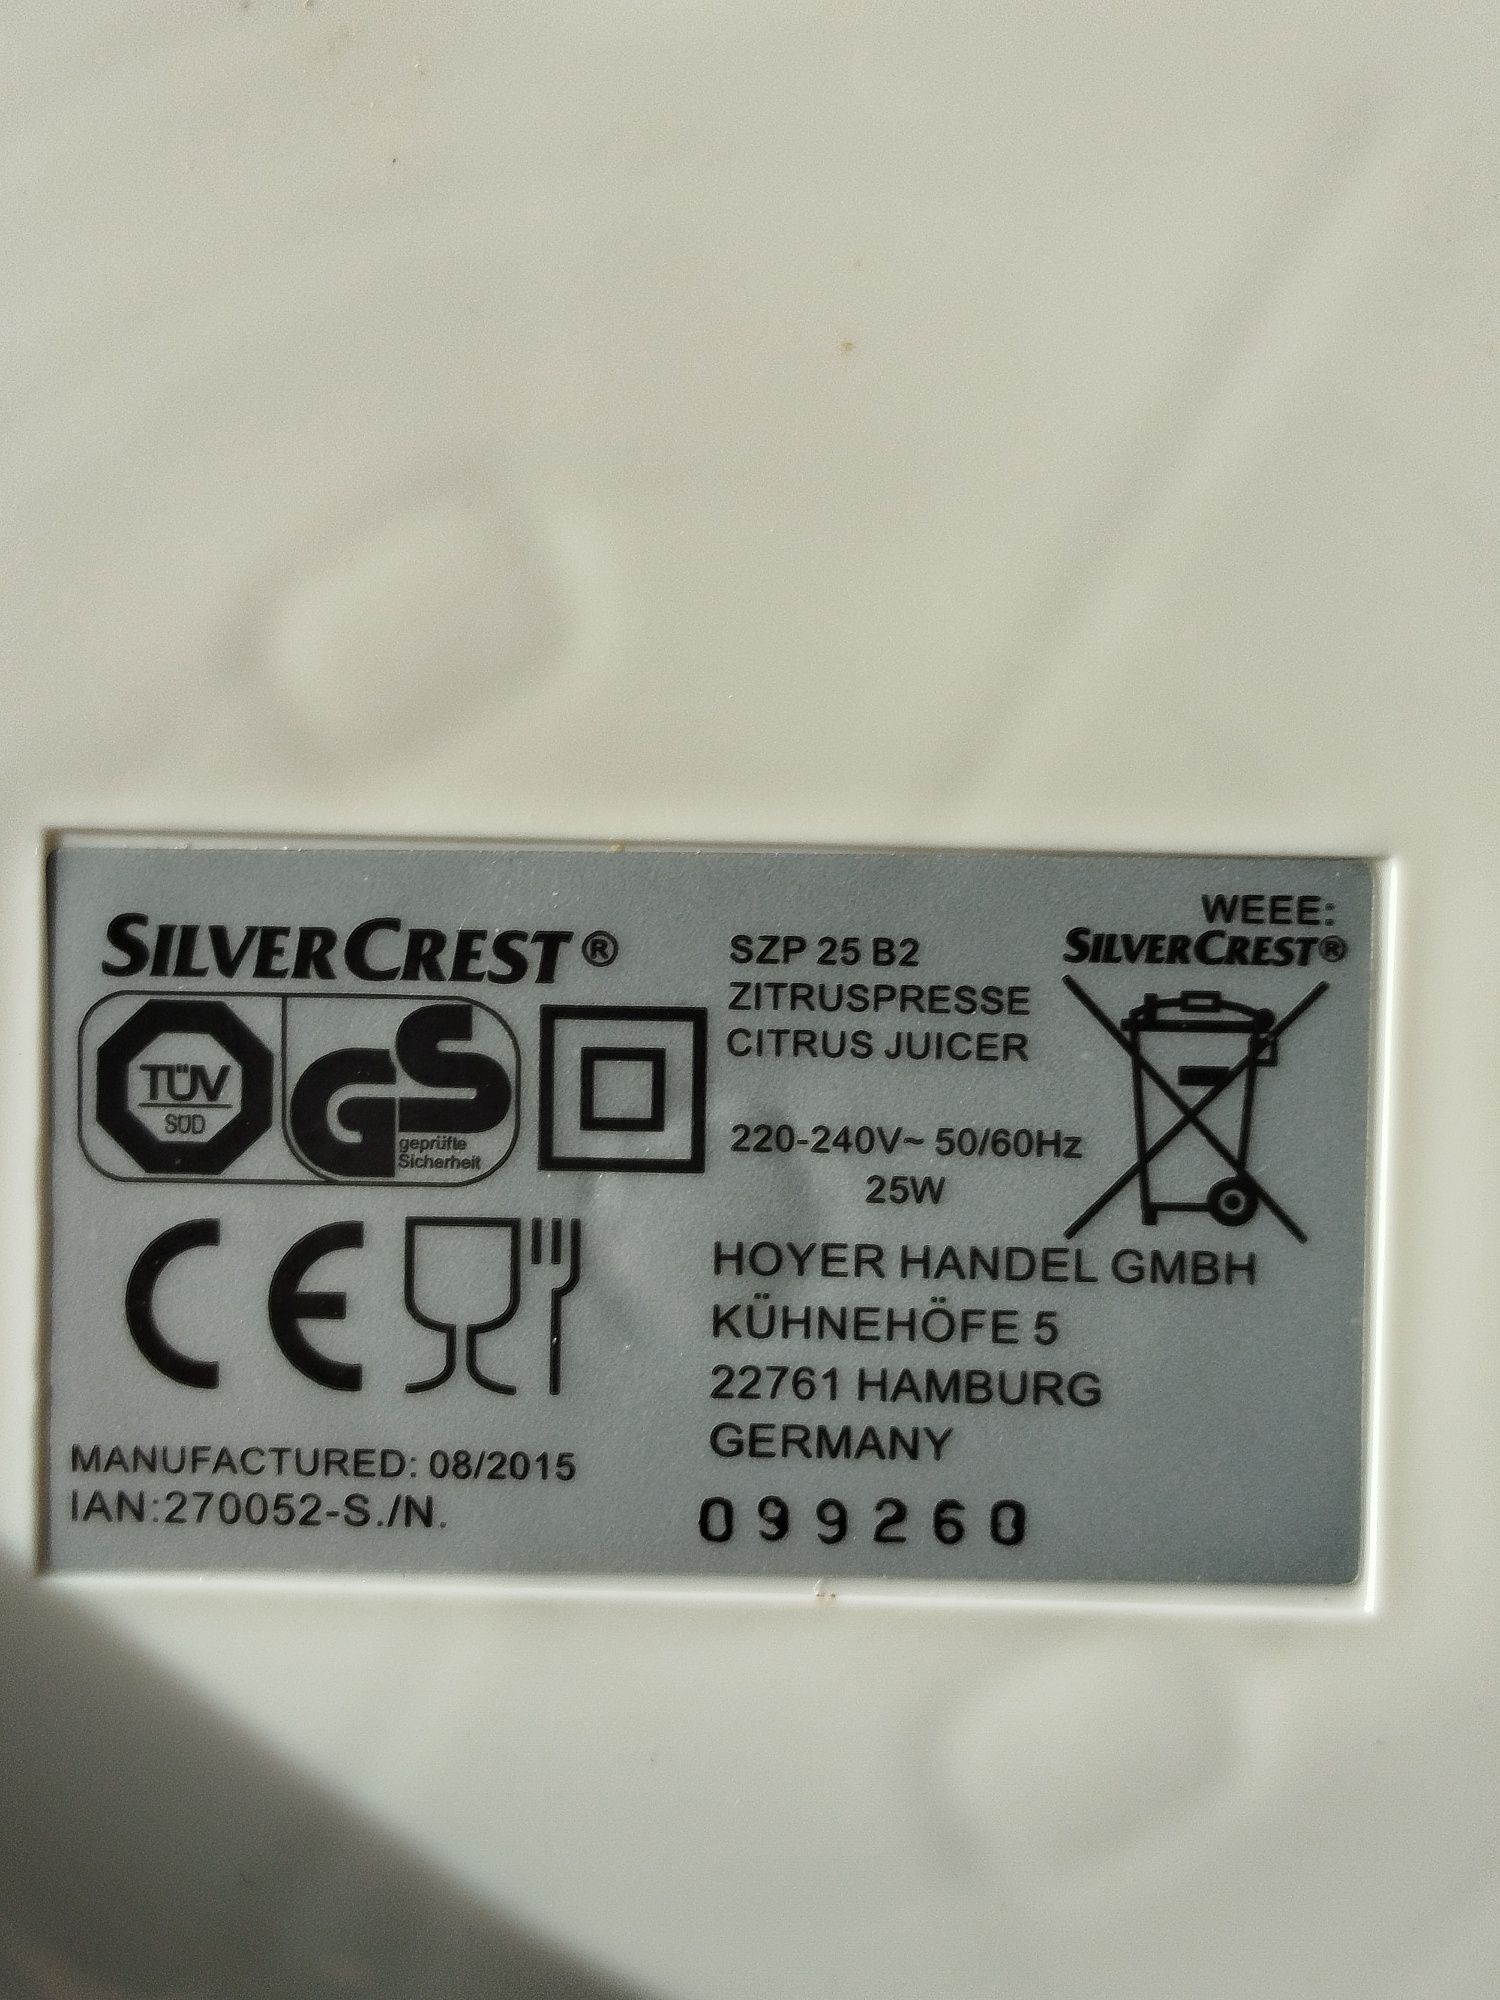 SILVERCREST®
TÜV
SÜD
GS
geprüfte
Sicherheit
CE
MANUFACTURED: 08/2015
IAN:270052-S./N.
SZP 25 B2
ZITRUSPRESSE
CITRUS JUICER
220-240V~ 50/60Hz
25W
WEEE:
SILVERCREST®
HOYER HANDEL GMBH
KÜHNEHÖFE 5
22761 HAMBURG
GERMANY
099260